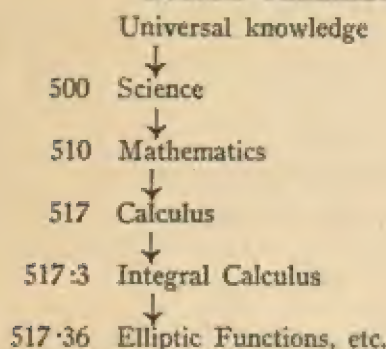 Universal knowledge
500 Science
510 Mathematics
517 Calculus
517:3 Integral Calculus
517·36 Elliptic Functions, etc.